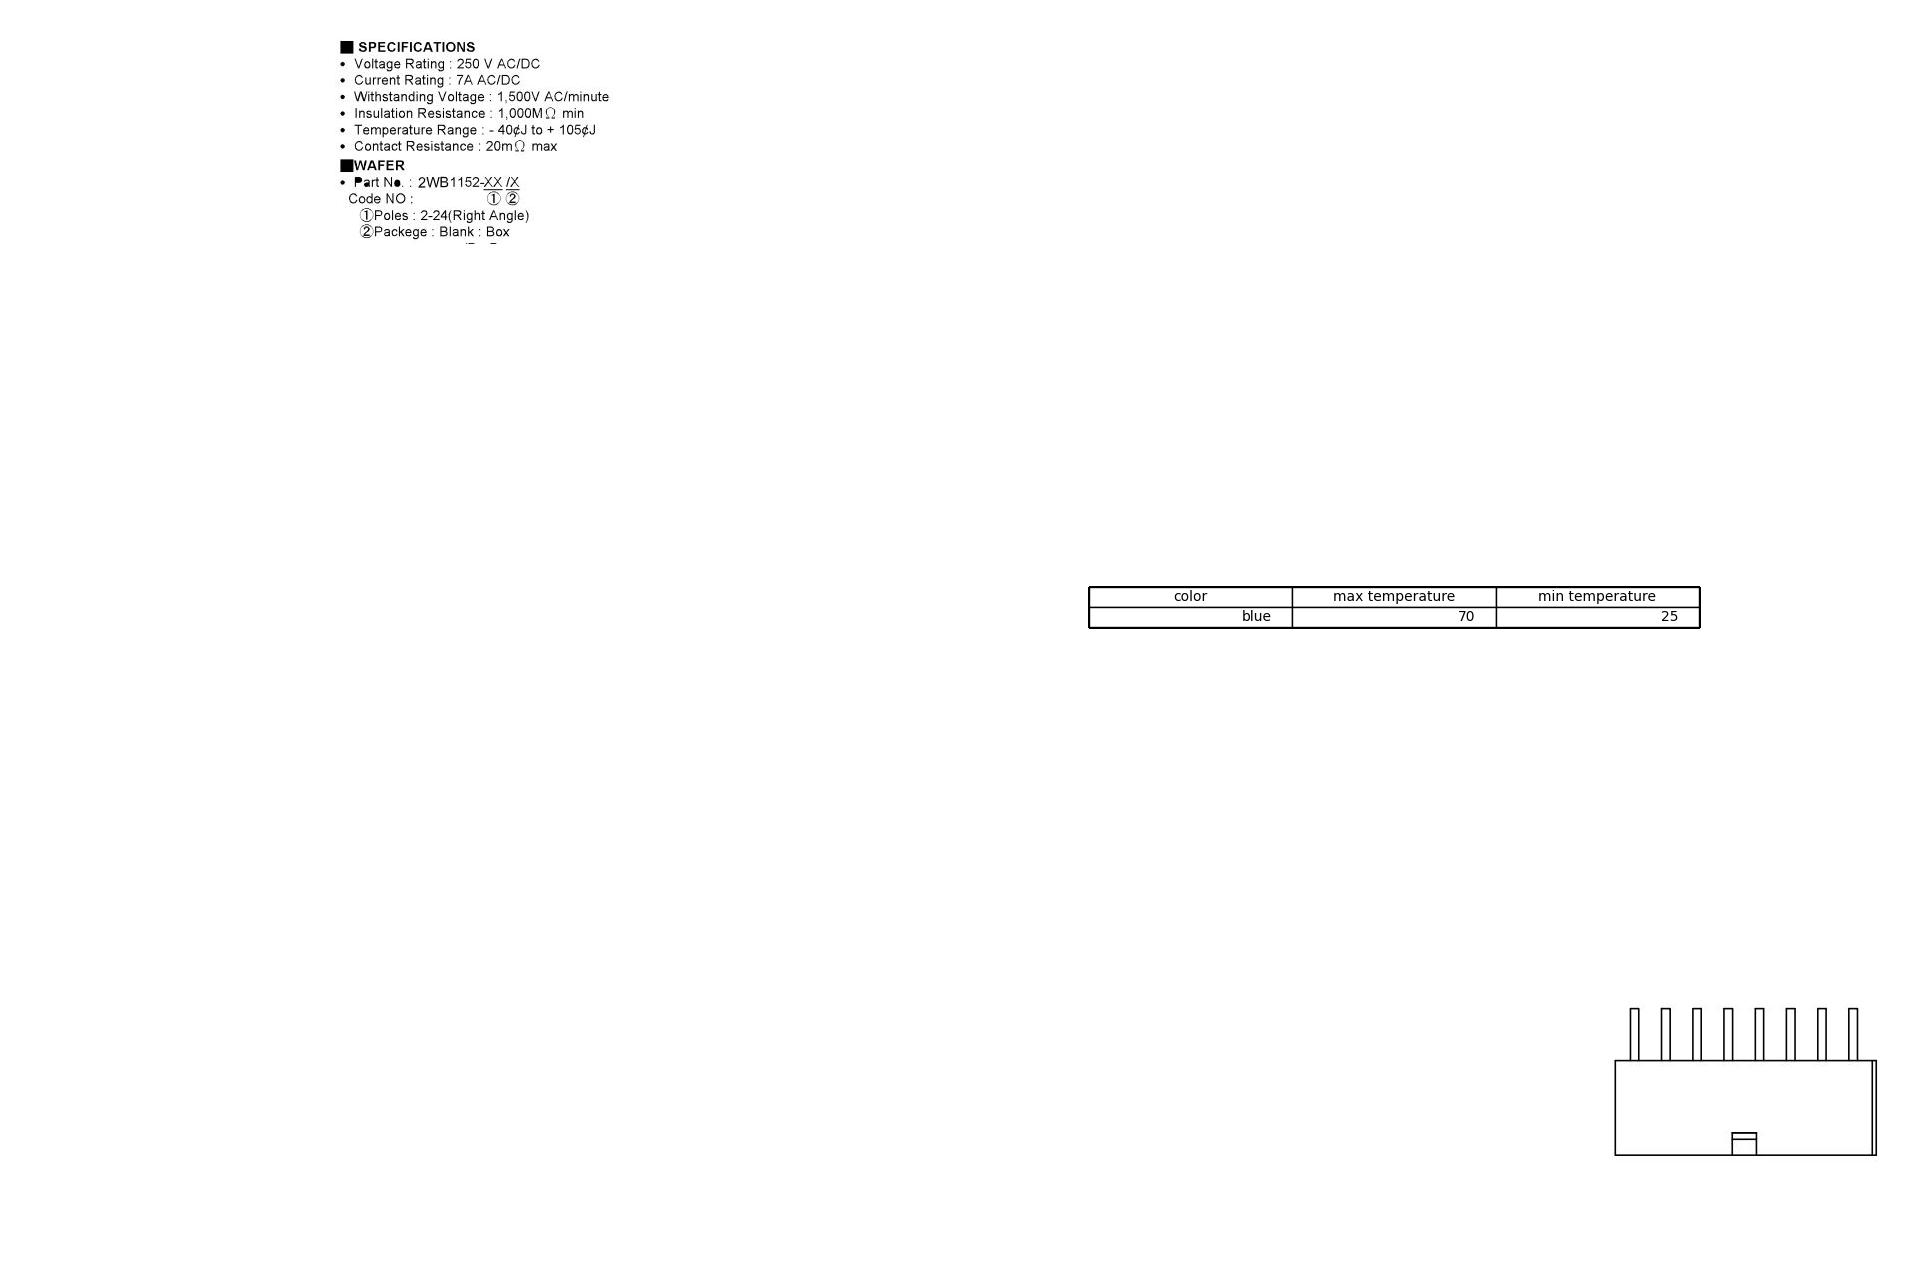 ■ SPECIFICATIONS
• Voltage Rating : 250 V AC/DC
• Current Rating : 7A AC/DC
• Withstanding Voltage : 1,500V AC/minute
• Insulation Resistance : 1,000MΩ min
• Temperature Range : - 40¢J to + 105¢J
• Contact Resistance : 20mΩ max
■WAFER
• Part No. : 2WB1152-XX /X
Code NO : ① ②
①Poles : 2-24(Right Angle)
②Packege : Blank : Box
color max temperature min temperature
blue 70 25